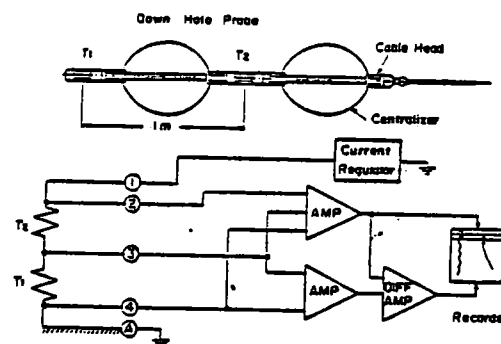 Down Hole Probe
T1
T2
Cable Head
1m
Centralizer
Current
Regulator
1
2
T2
AMP
3
T1
4
AMP
DIFF
AMP
A
Recorder